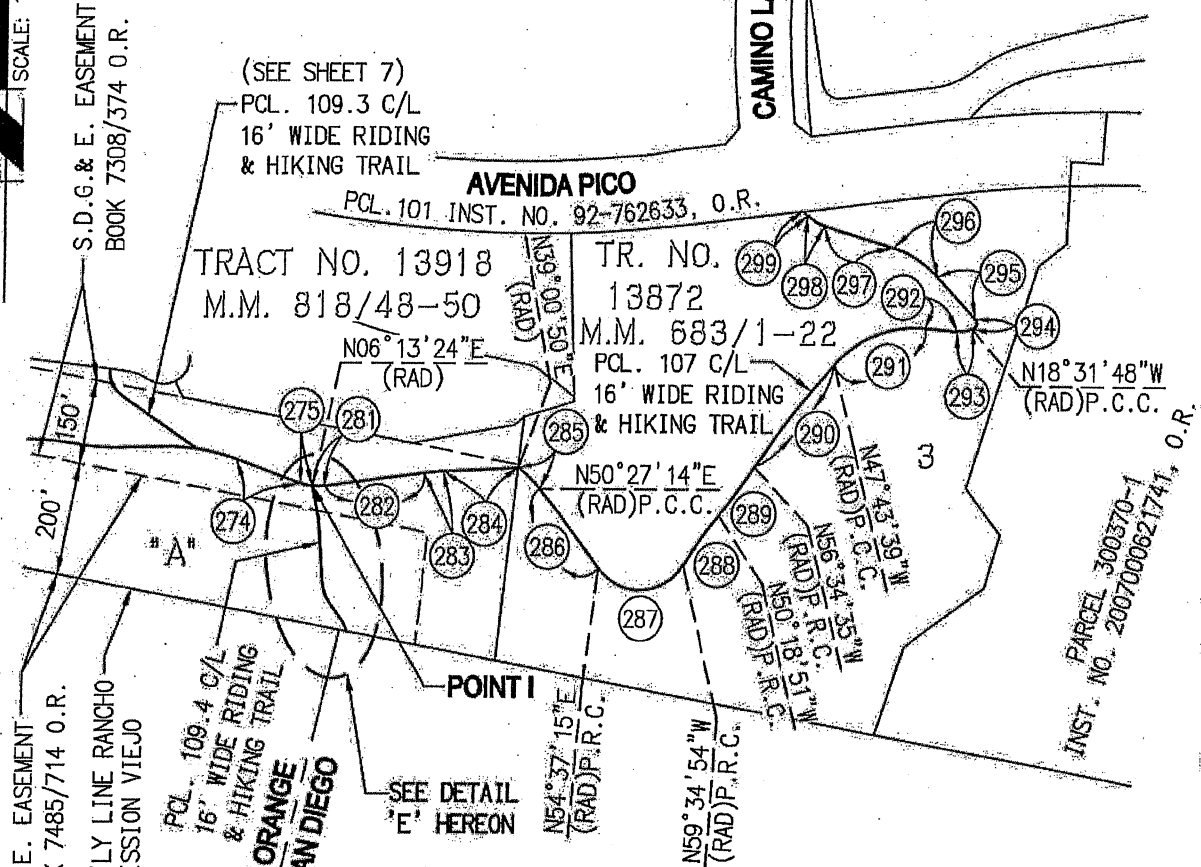 SCALE:
S.D.G.& E. EASEMENT
BOOK 7308/374 O.R.
(SEE SHEET 7)
PCL. 109.3 C/L
16' WIDE RIDING
& HIKING TRAIL
CAMINO L
AVENIDA PICO
PCL. 101 INST. NO. 92-762633, O.R.
TRACT NO. 13918
M.M. 818/48-50
N39°00'50"E
(RAD)
TR. NO.
13872
M.M. 683/1-22
299
298
297
296
295
292
294
N06°13'24"E
(RAD)
PCL. 107 C/L
16' WIDE RIDING
& HIKING TRAIL
291
293
N18°31'48"W
(RAD)P.C.C.
150'
275
281
285
290
3
N50°27'14"E
(RAD)P.C.C.
N47°43'39"W
(RAD)P.C.C.
200'
"A"
274
282
283
284
286
289
288
287
N56°34'35"W
(RAD)P.R.C.
N50°18'51"W
(RAD)P.R.C.
PARCEL 300370-1
INST. NO. 2007000621741, O.R.
POINT I
E. EASEMENT
7485/714 O.R.
LY LINE RANCHO
SSION VIEJO
PCL. 109.4 C/L
16' WIDE RIDING
& HIKING TRAIL
ORANGE
AN DIEGO
SEE DETAIL
"E" HEREON
N54°37'15"E
(RAD)P.R.C.
N59°34'54"W
(RAD)P.R.C.